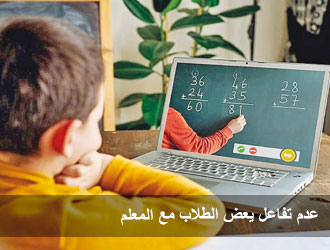 36 46 28
+ 24 + 35 + 57
60 81
عدم تفاعل بعض الطلاب مع المعلم